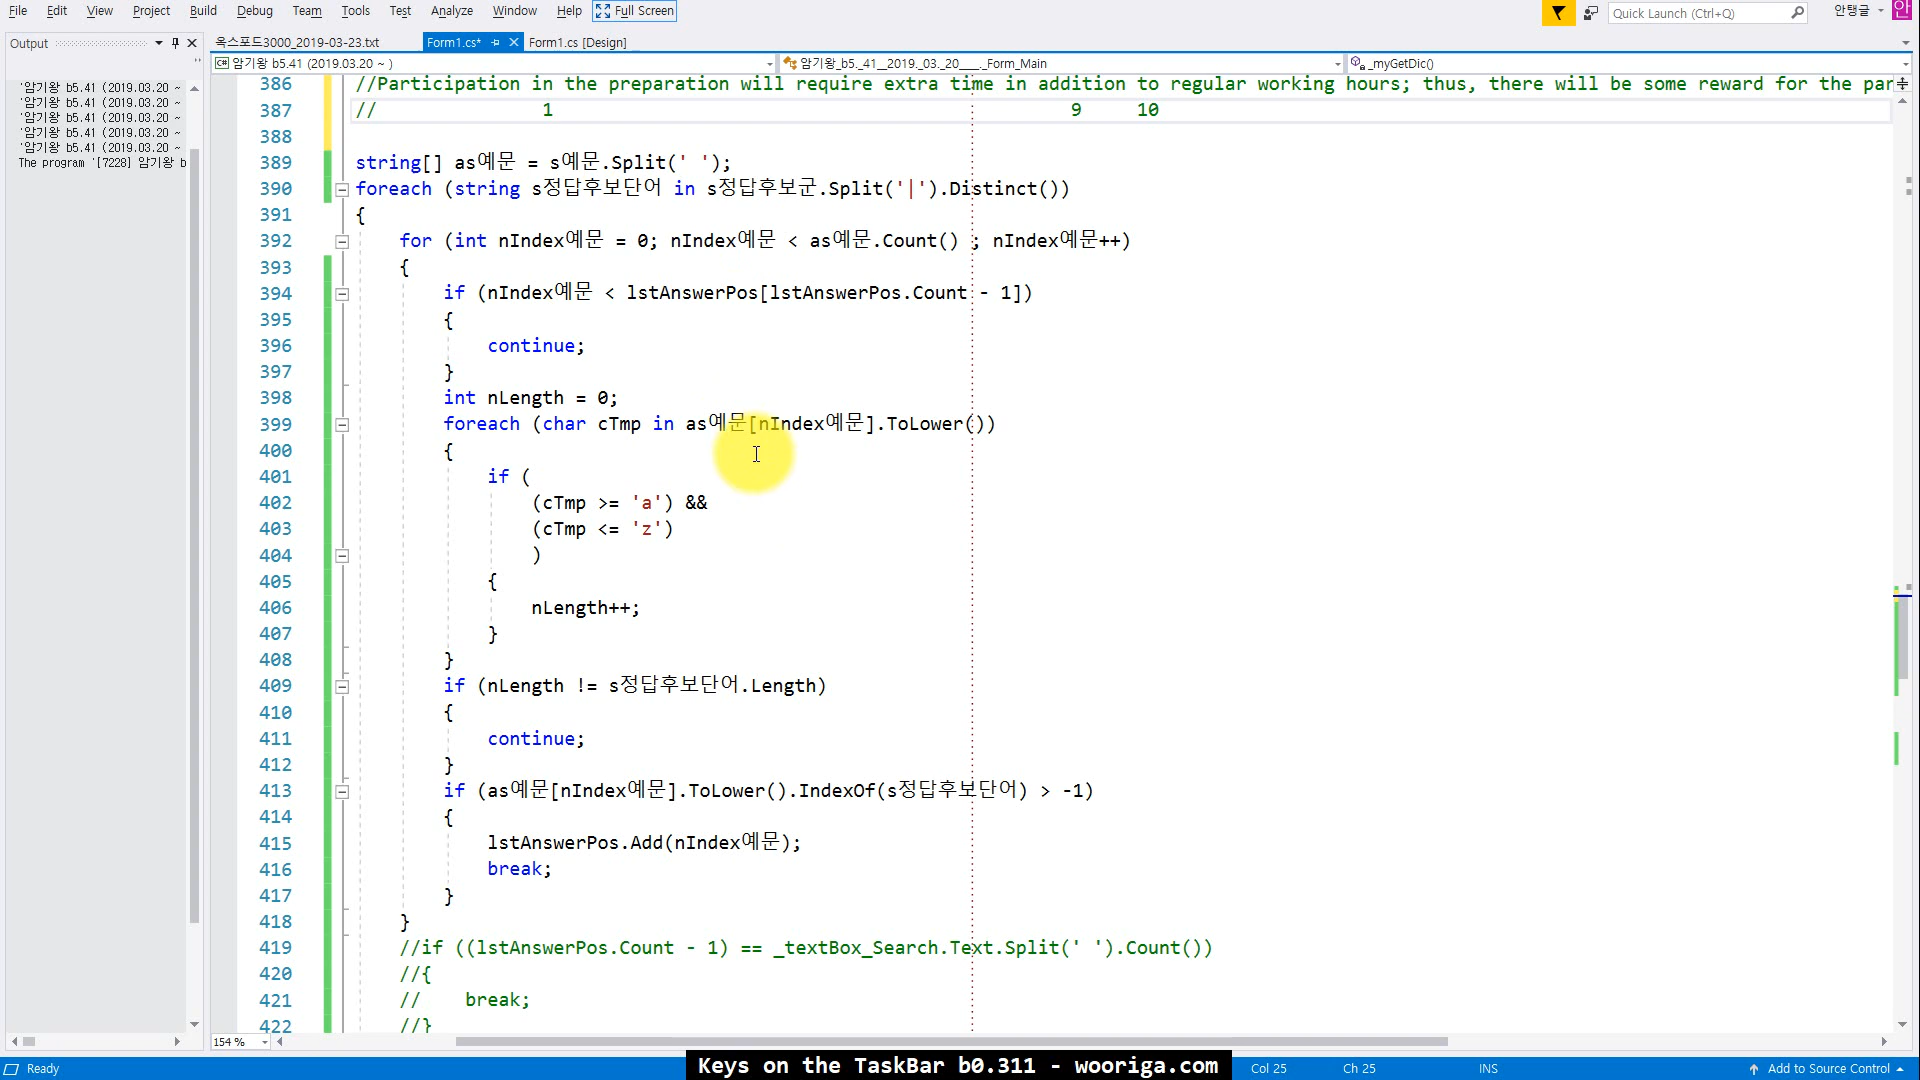 File Edit View Project Build Debug Team Tools Test Analyze Window Help Full Screen
Quick Launch (Ctrl+Q)
안탱글
안
Output
옥스포드3000_2019-03-23.txt Form1.cs* Form1.cs [Design]
암기왕 b5.41 (2019.03.20 ~ )
암기왕_b5._41__2019._03._20____._Form_Main
_myGetDic()
'암기왕 b5.41 (2019.03.20 ~
'암기왕 b5.41 (2019.03.20 ~
'암기왕 b5.41 (2019.03.20 ~
'암기왕 b5.41 (2019.03.20 ~
'암기왕 b5.41 (2019.03.20 ~
The program '[7228] 암기왕 b
386 //Participation in the preparation will require extra time in addition to regular working hours; thus, there will be some reward for the par
387 // 1 9 10
388
389 string[] as예문 = s예문.Split(' ');
390 foreach (string s정답후보단어 in s정답후보군.Split('|').Distinct())
391 {
392 for (int nIndex예문 = 0; nIndex예문 < as예문.Count() ; nIndex예문++)
393 {
394 if (nIndex예문 < lstAnswerPos[lstAnswerPos.Count - 1])
395 {
396 continue;
397 }
398 int nLength = 0;
399 foreach (char cTmp in as예문[nIndex예문].ToLower())
400 {
401 if (
402 (cTmp >= 'a') &&
403 (cTmp <= 'z')
404 )
405 {
406 nLength++;
407 }
408 }
409 if (nLength != s정답후보단어.Length)
410 {
411 continue;
412 }
413 if (as예문[nIndex예문].ToLower().IndexOf(s정답후보단어) > -1)
414 {
415 lstAnswerPos.Add(nIndex예문);
416 break;
417 }
418 }
419 //if ((lstAnswerPos.Count - 1) == _textBox_Search.Text.Split(' ').Count())
420 //{
421 // break;
422 //}
154 %
Ready
Keys on the TaskBar b0.311 - wooriga.com
Col 25 Ch 25 INS Add to Source Control